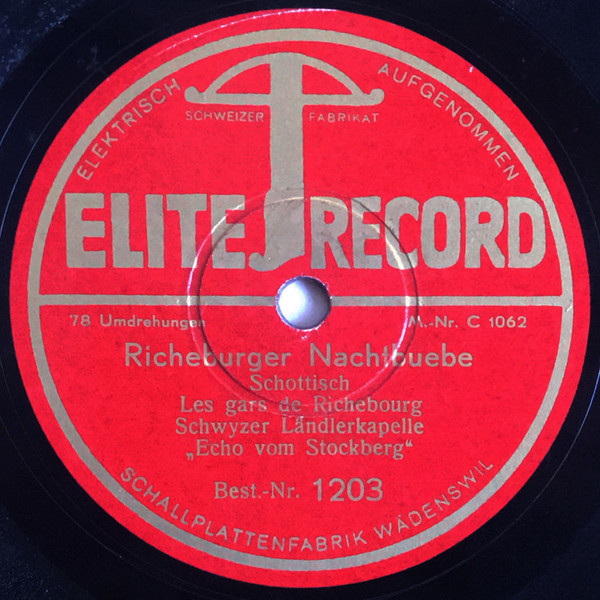 ELEKTRISCH AUFGENOMMEN
SCHWEIZER FABRIKAT
ELITE RECORD
78 Umdrehungen M.-Nr. C 1062
Richeburger Nachtbuebe
Schottisch
Les gars de Richebourg
Schwyzer Ländlerkapelle
„Echo vom Stockberg“
Best.-Nr. 1203
SCHALLPLATTENFABRIK WÄDENSWIL